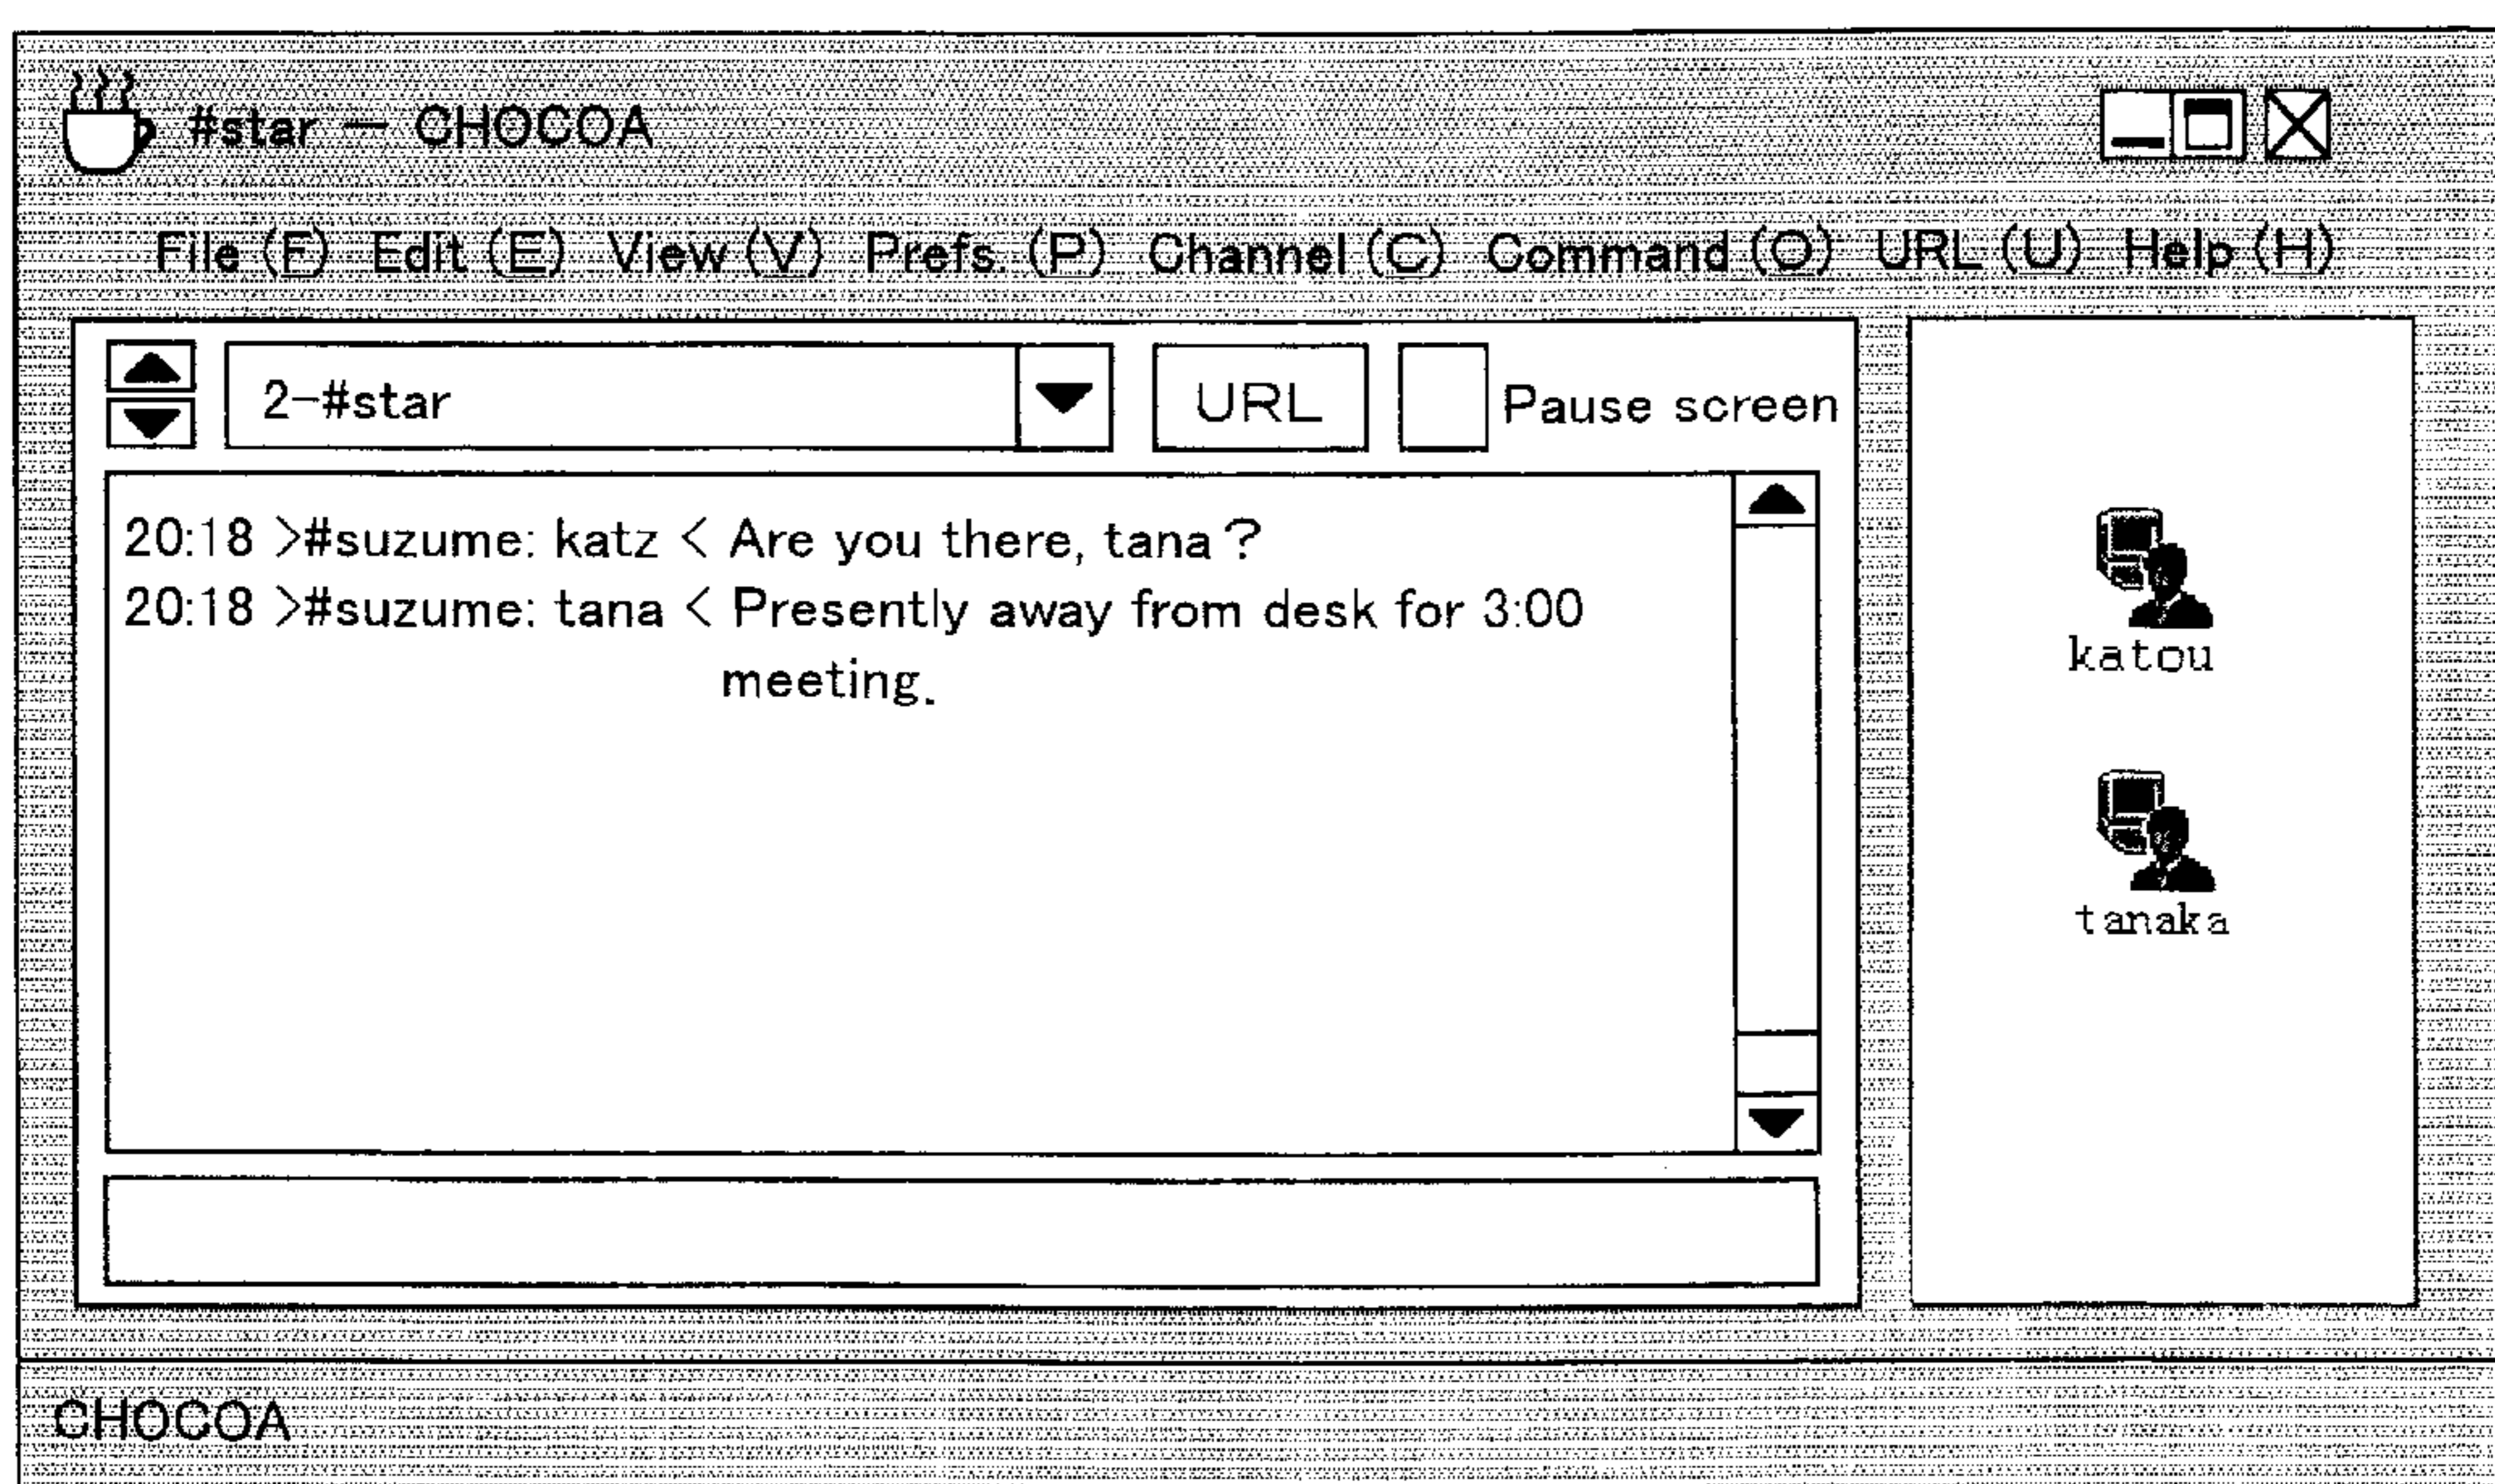 #star — CHOCOA
File (F) Edit (E) View (V) Prefs. (P) Channel (C) Command (O) URL (U) Help (H)
2-#star URL Pause screen
20:18 >#suzume: katz < Are you there, tana?
20:18 >#suzume: tana < Presently away from desk for 3:00
meeting.
katou
tanaka
CHOCOA